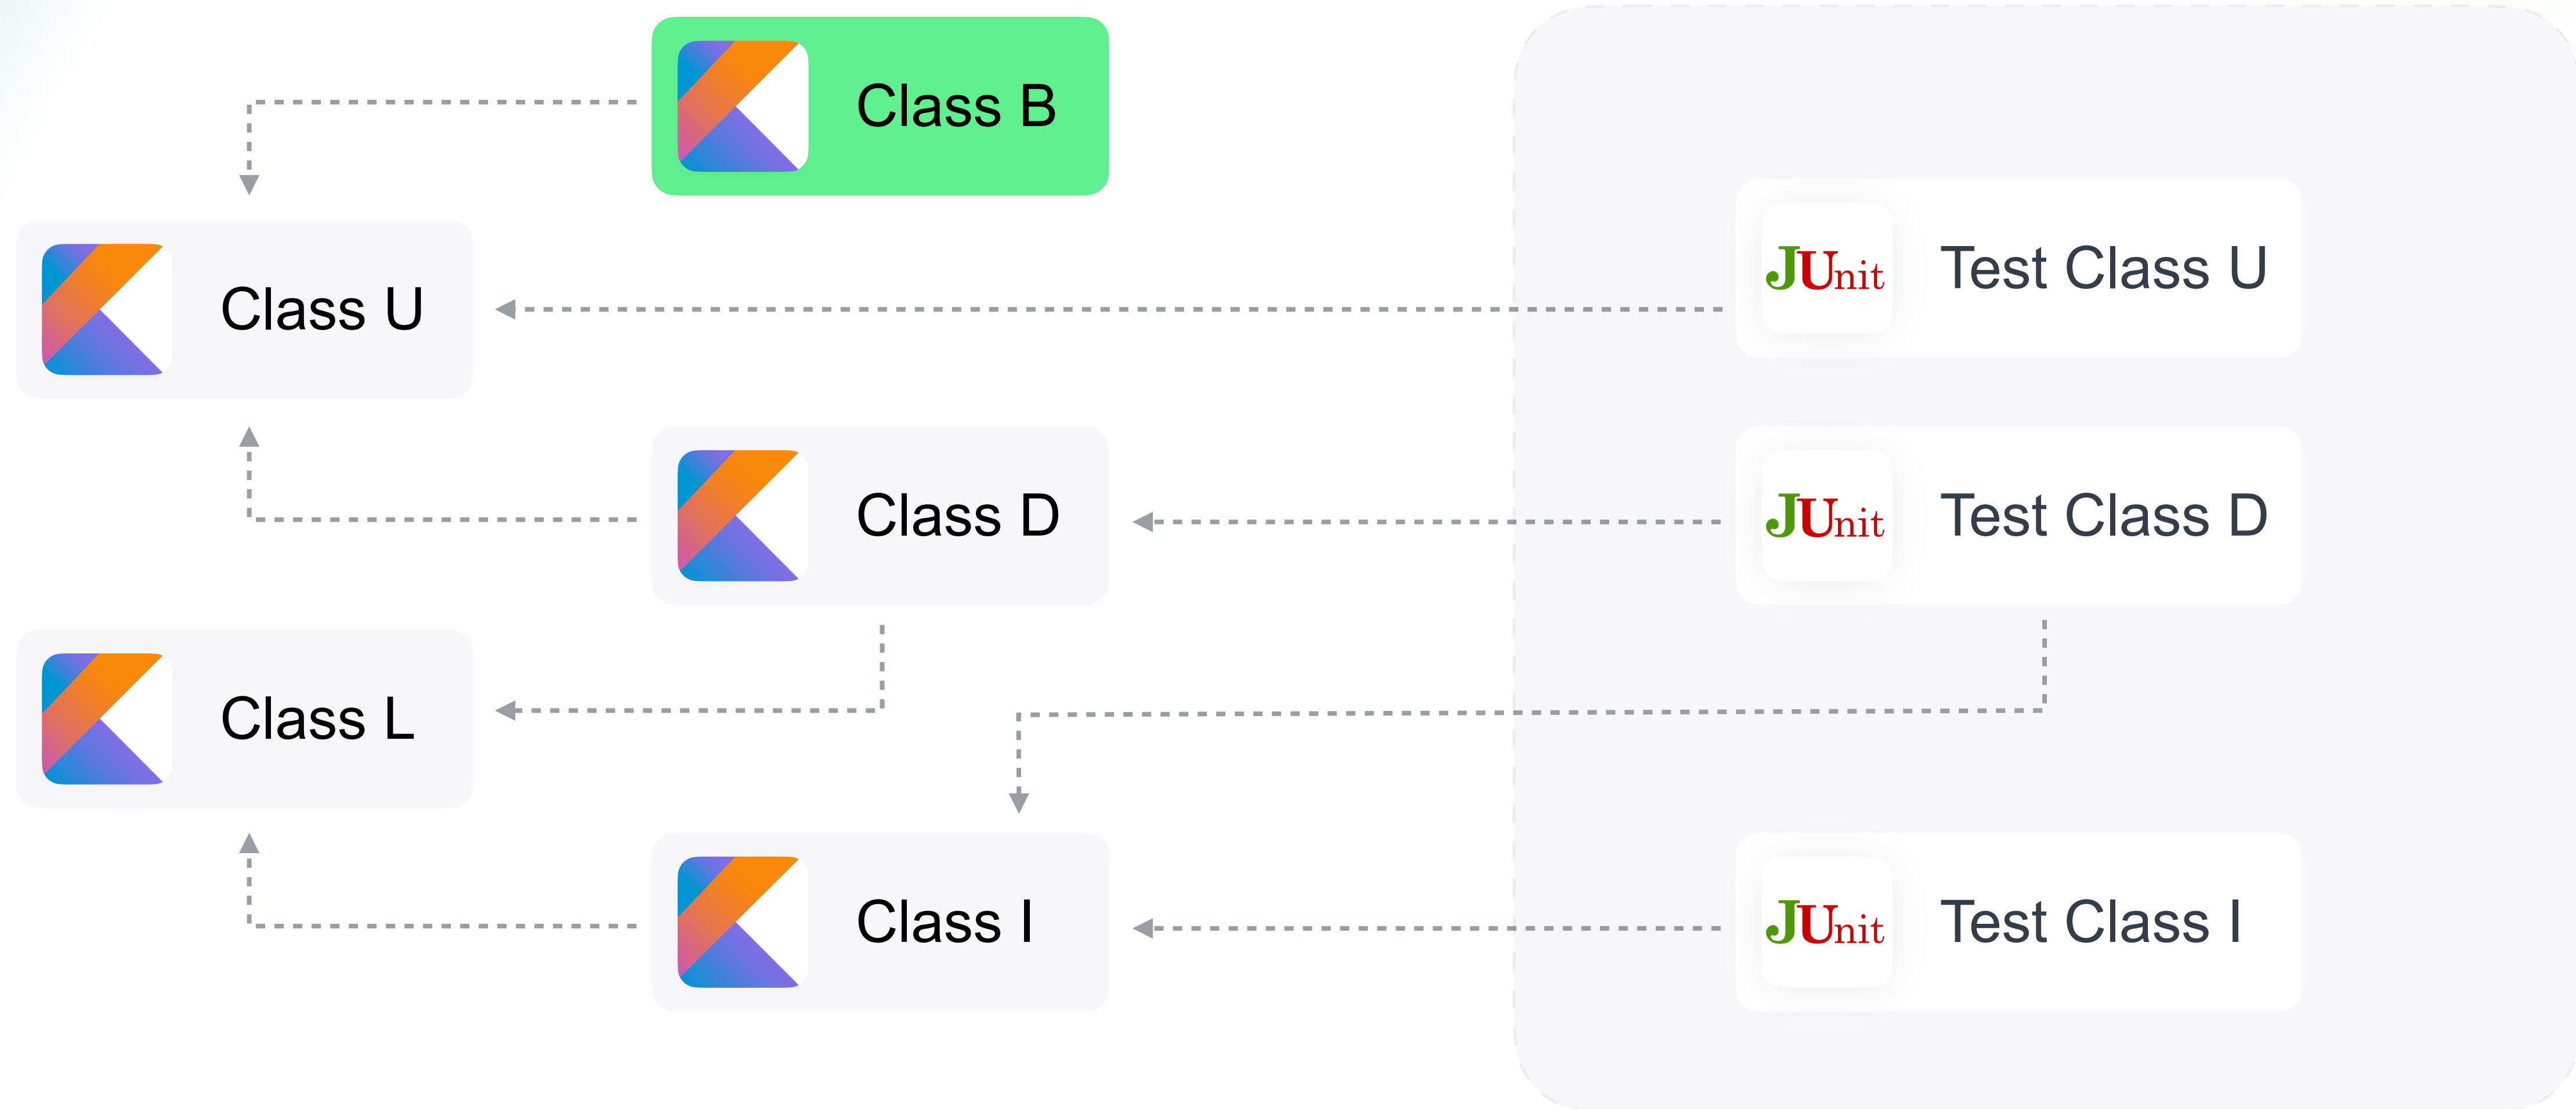 Class B
Class U
JUnit Test Class U
Class D
JUnit Test Class D
Class L
Class I
JUnit Test Class I